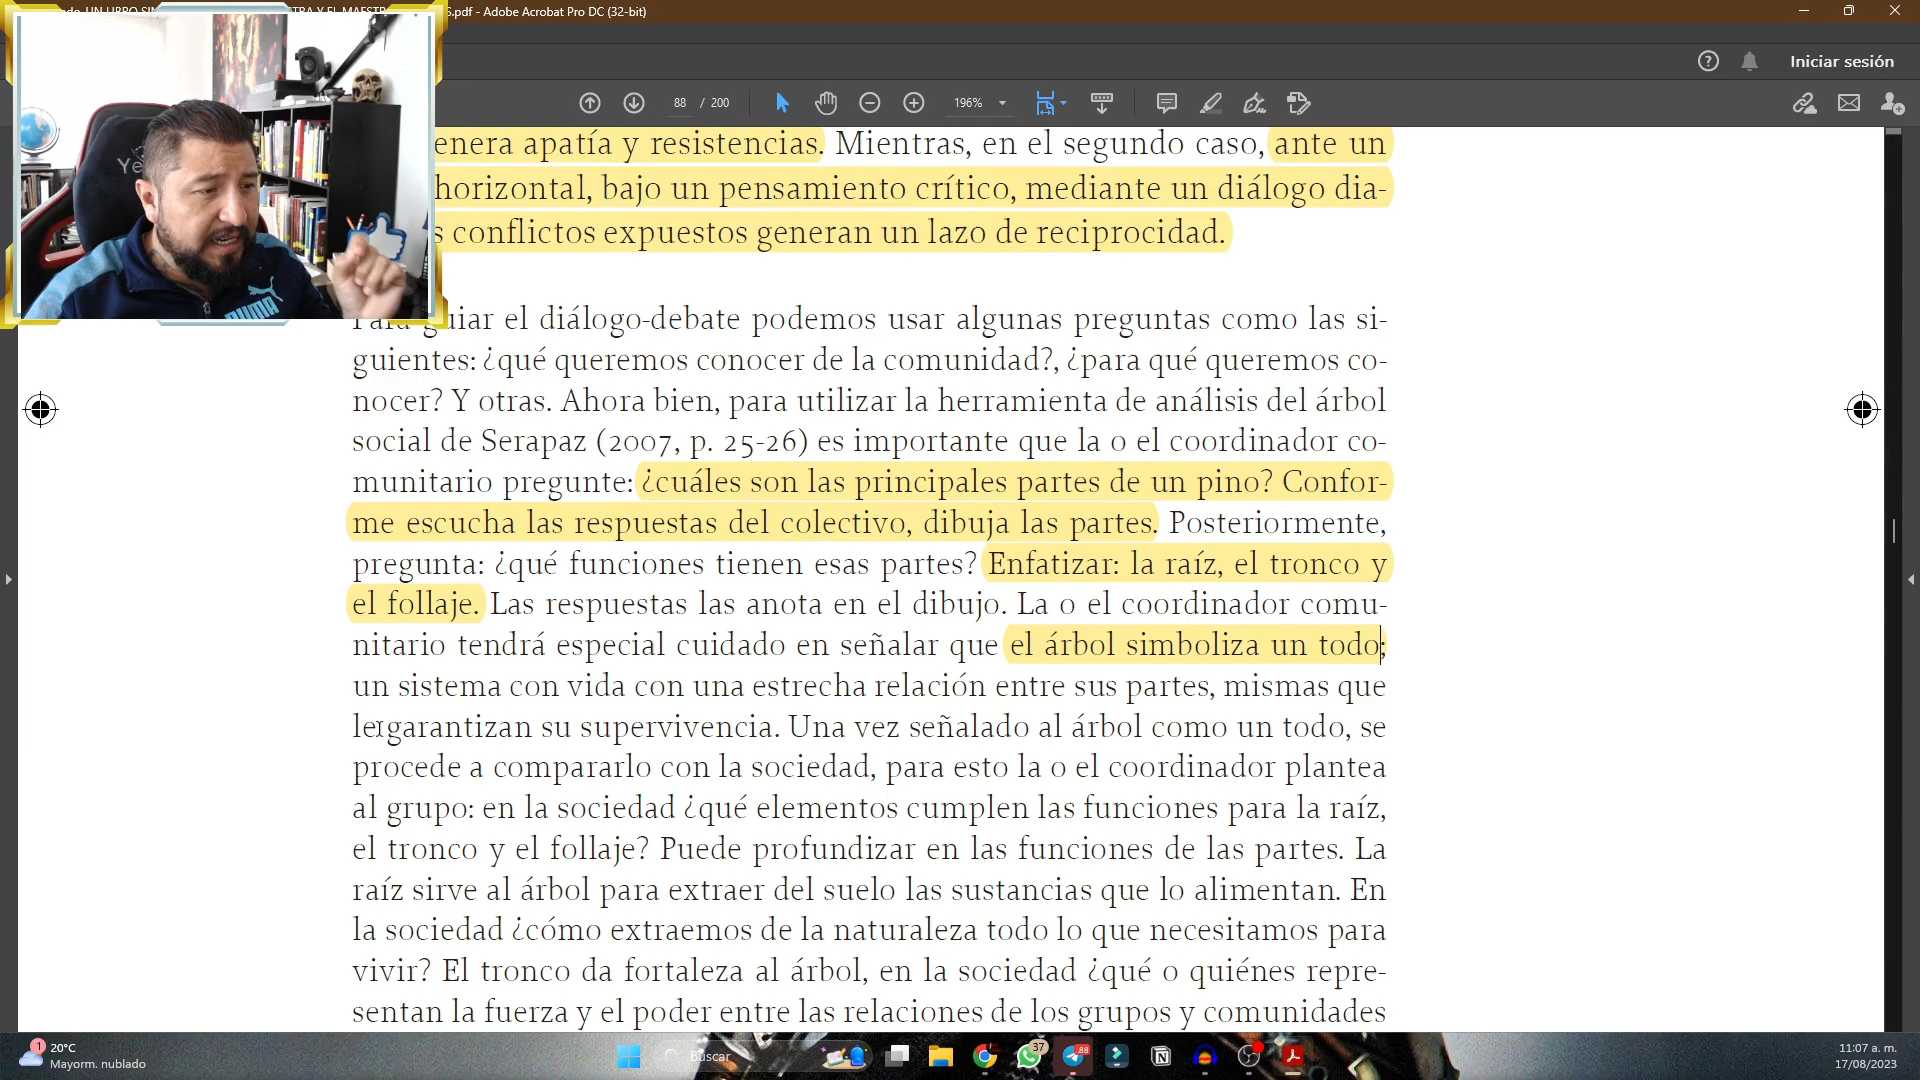 S.pdf - Adobe Acrobat Pro DC (32-bit)
Iniciar sesión
88 / 200
196%
enera apatía y resistencias. Mientras, en el segundo caso, ante un
horizontal, bajo un pensamiento crítico, mediante un diálogo dia-
s conflictos expuestos generan un lazo de reciprocidad.
Para guiar el diálogo-debate podemos usar algunas preguntas como las si-
guientes: ¿qué queremos conocer de la comunidad?, ¿para qué queremos co-
nocer? Y otras. Ahora bien, para utilizar la herramienta de análisis del árbol
social de Serapaz (2007, p. 25-26) es importante que la o el coordinador co-
munitario pregunte: ¿cuáles son las principales partes de un pino? Confor-
me escucha las respuestas del colectivo, dibuja las partes. Posteriormente,
pregunta: ¿qué funciones tienen esas partes? Enfatizar: la raíz, el tronco y
el follaje. Las respuestas las anota en el dibujo. La o el coordinador comu-
nitario tendrá especial cuidado en señalar que el árbol simboliza un todo;
un sistema con vida con una estrecha relación entre sus partes, mismas que
le garantizan su supervivencia. Una vez señalado al árbol como un todo, se
procede a compararlo con la sociedad, para esto la o el coordinador plantea
al grupo: en la sociedad ¿qué elementos cumplen las funciones para la raíz,
el tronco y el follaje? Puede profundizar en las funciones de las partes. La
raíz sirve al árbol para extraer del suelo las sustancias que lo alimentan. En
la sociedad ¿cómo extraemos de la naturaleza todo lo que necesitamos para
vivir? El tronco da fortaleza al árbol, en la sociedad ¿qué o quiénes repre-
sentan la fuerza y el poder entre las relaciones de los grupos y comunidades
PUMA
1
20°C
Mayorm. nublado
Buscar
37
88
11:07 a. m.
17/08/2023